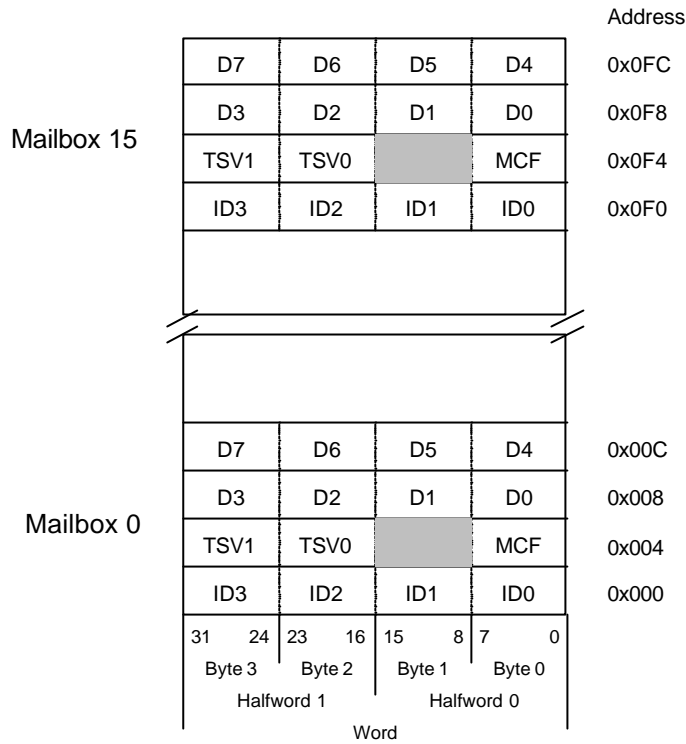 Address
D7 D6 D5 D4 0x0FC
D3 D2 D1 D0 0x0F8
Mailbox 15
TSV1 TSV0 MCF 0x0F4
ID3 ID2 ID1 ID0 0x0F0
D7 D6 D5 D4 0x00C
D3 D2 D1 D0 0x008
Mailbox 0
TSV1 TSV0 MCF 0x004
ID3 ID2 ID1 ID0 0x000
31 24 23 16 15 8 7 0
Byte 3 Byte 2 Byte 1 Byte 0
Halfword 1 Halfword 0
Word